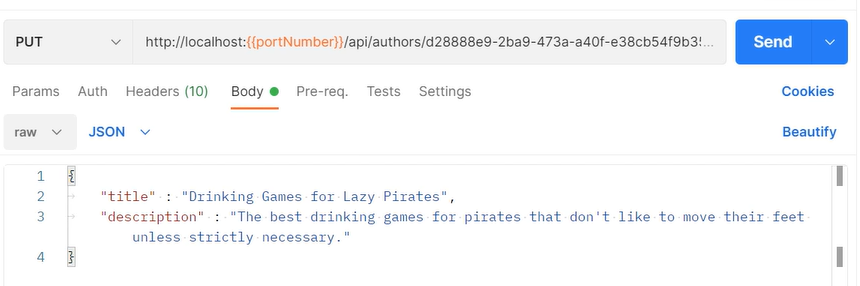 PUT http://localhost:{{portNumber}}/api/authors/d28888e9-2ba9-473a-a40f-e38cb54f9b35... Send
Params Auth Headers (10) Body Pre-req. Tests Settings Cookies
raw JSON Beautify
1 {
2 "title" : "Drinking Games for Lazy Pirates",
3 "description" : "The best drinking games for pirates that don't like to move their feet
unless strictly necessary."
4 }